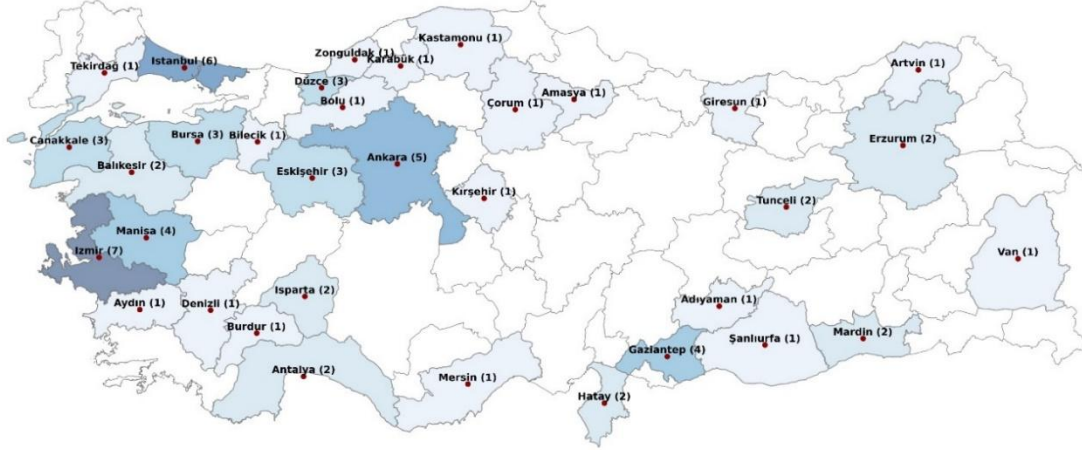 Kastamonu (1)
Zonguldak (1)
Karabük (1)
Tekirdağ (1)
Istanbul (6)
Artvin (1)
Düzce (3)
Bolu (1)
Çorum (1)
Amasya (1)
Giresun (1)
Çanakkale (3)
Bursa (3)
Bilecik (1)
Erzurum (2)
Balıkesir (2)
Eskişehir (3)
Ankara (5)
Kırşehir (1)
Tunceli (2)
Manisa (4)
Izmir (7)
Van (1)
Aydın (1)
Denizli (1)
Isparta (2)
Adıyaman (1)
Burdur (1)
Gaziantep (4)
Şanlıurfa (1)
Mardin (2)
Antalya (2)
Mersin (1)
Hatay (2)